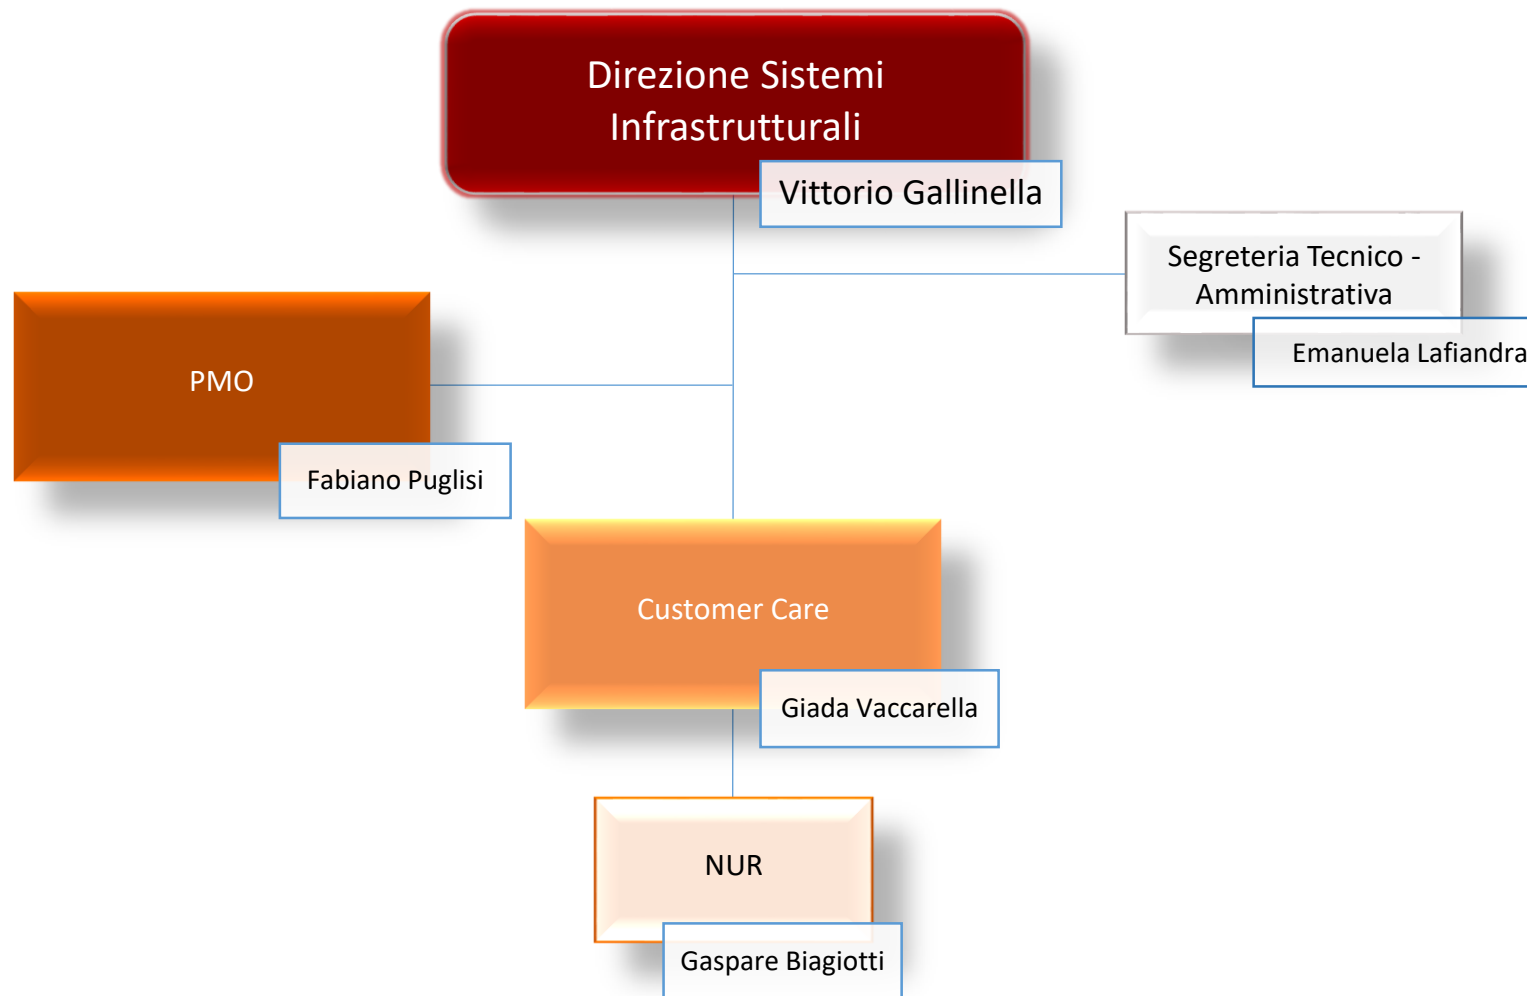 Direzione Sistemi
Infrastrutturali
Vittorio Gallinella
Segreteria Tecnico -
Amministrativa
Emanuela Lafiandra
PMO
Fabiano Puglisi
Customer Care
Giada Vaccarella
NUR
Gaspare Biagiotti